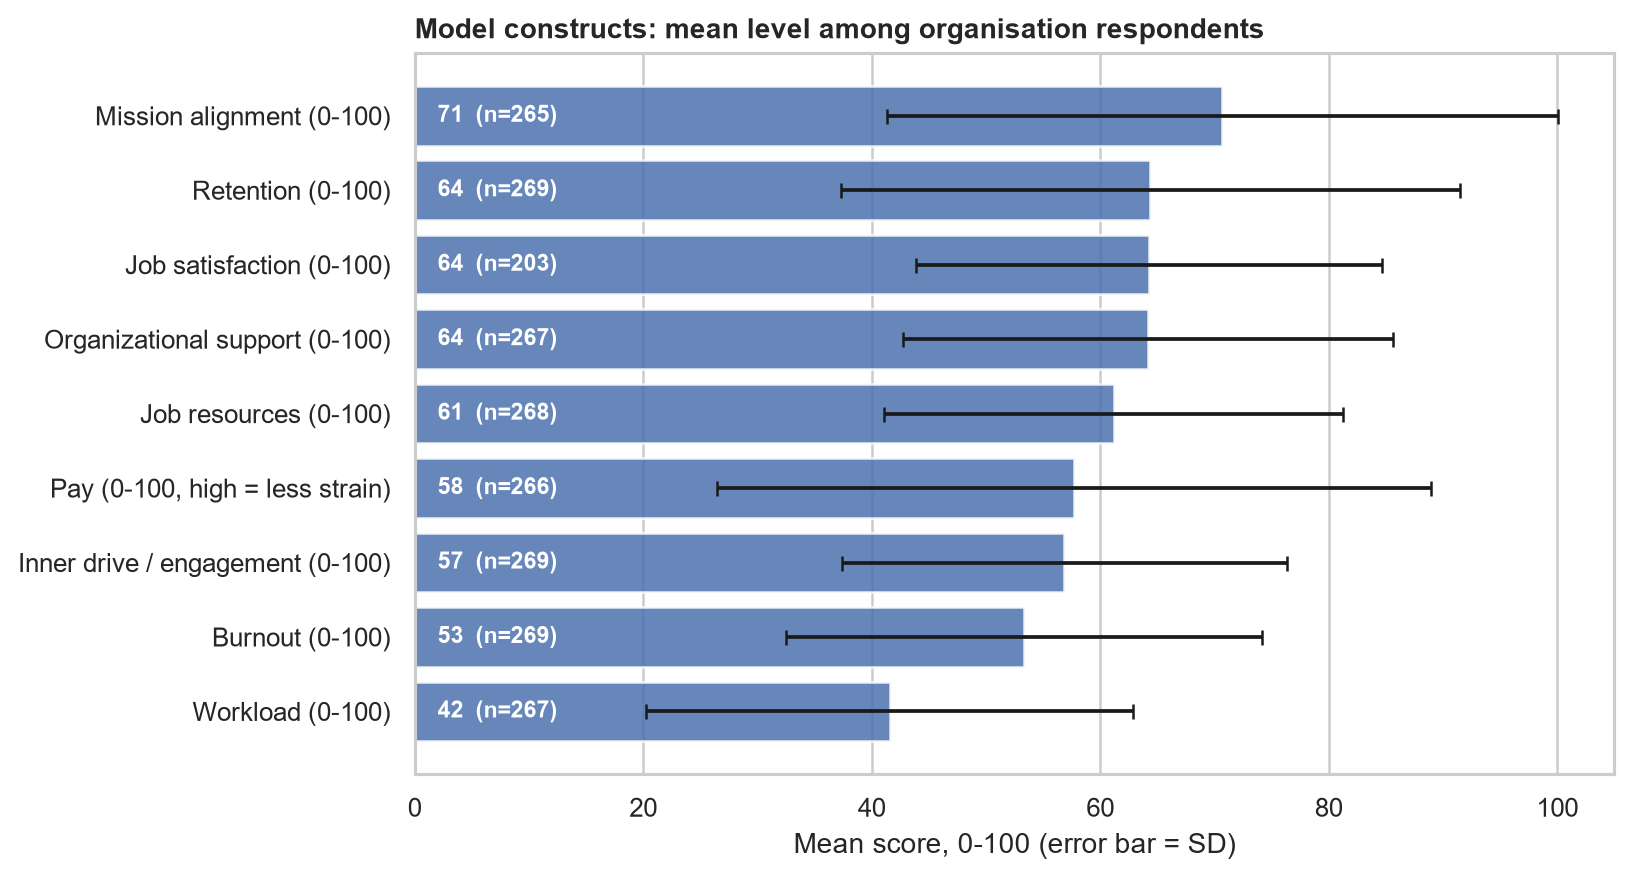 Model constructs: mean level among organisation respondents
Mission alignment (0-100) 71 (n=265)
Retention (0-100) 64 (n=269)
Job satisfaction (0-100) 64 (n=203)
Organizational support (0-100) 64 (n=267)
Job resources (0-100) 61 (n=268)
Pay (0-100, high = less strain) 58 (n=266)
Inner drive / engagement (0-100) 57 (n=269)
Burnout (0-100) 53 (n=269)
Workload (0-100) 42 (n=267)
0 20 40 60 80 100
Mean score, 0-100 (error bar = SD)